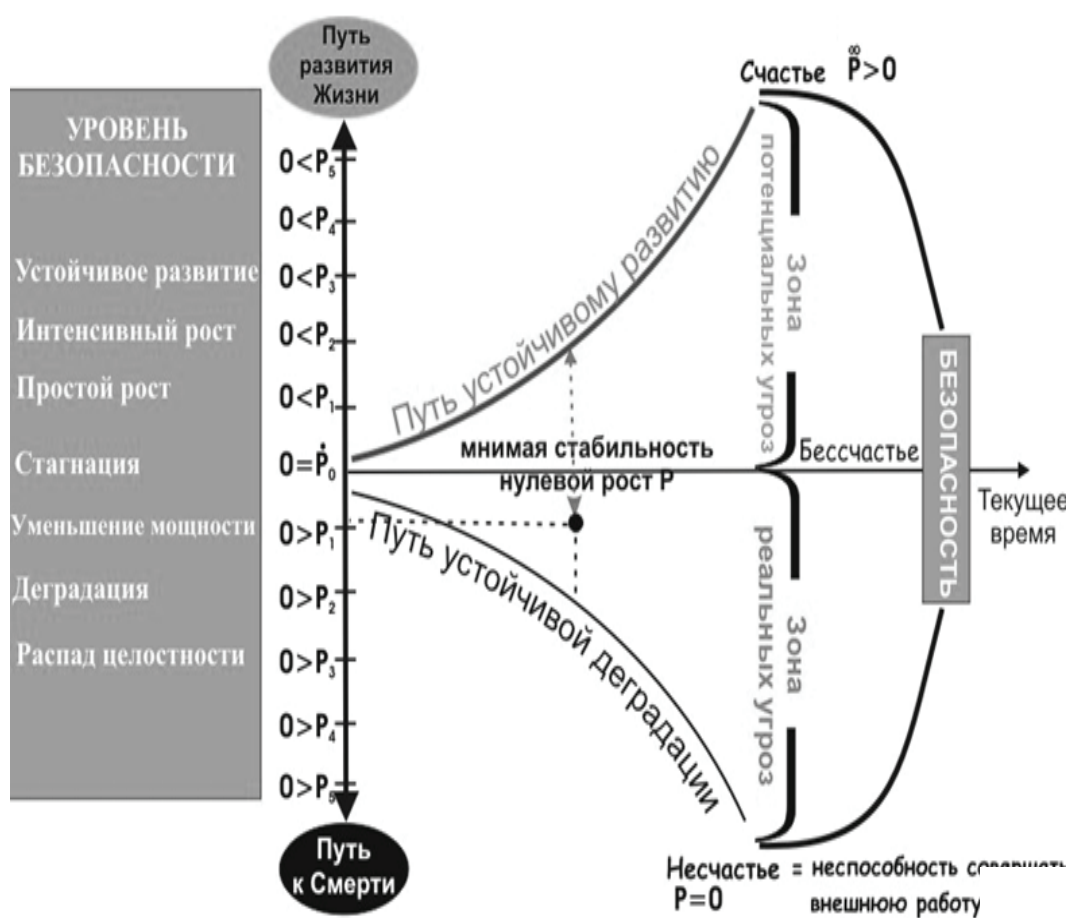 Путь
развития
Жизни
УРОВЕНЬ
БЕЗОПАСНОСТИ
Устойчивое развитие
Интенсивный рост
Простой рост
Стагнация
Уменьшение мощности
Деградация
Распад целостности
0<P₅
0<P₄
0<P₃
0<P₂
0<P₁
0=Ṗ₀
0>P₁
0>P₂
0>P₃
0>P₄
0>P₅
Путь
к Смерти
Путь устойчивому развитию
мнимая стабильность
нулевой рост P
Путь устойчивой деградации
Счастье P̊>0
∞
Зона
потенциальных угроз
Бессчастье
Зона
реальных угроз
БЕЗОПАСНОСТЬ
Текущее
время
Несчастье = неспособность
P=0 внешнюю работу